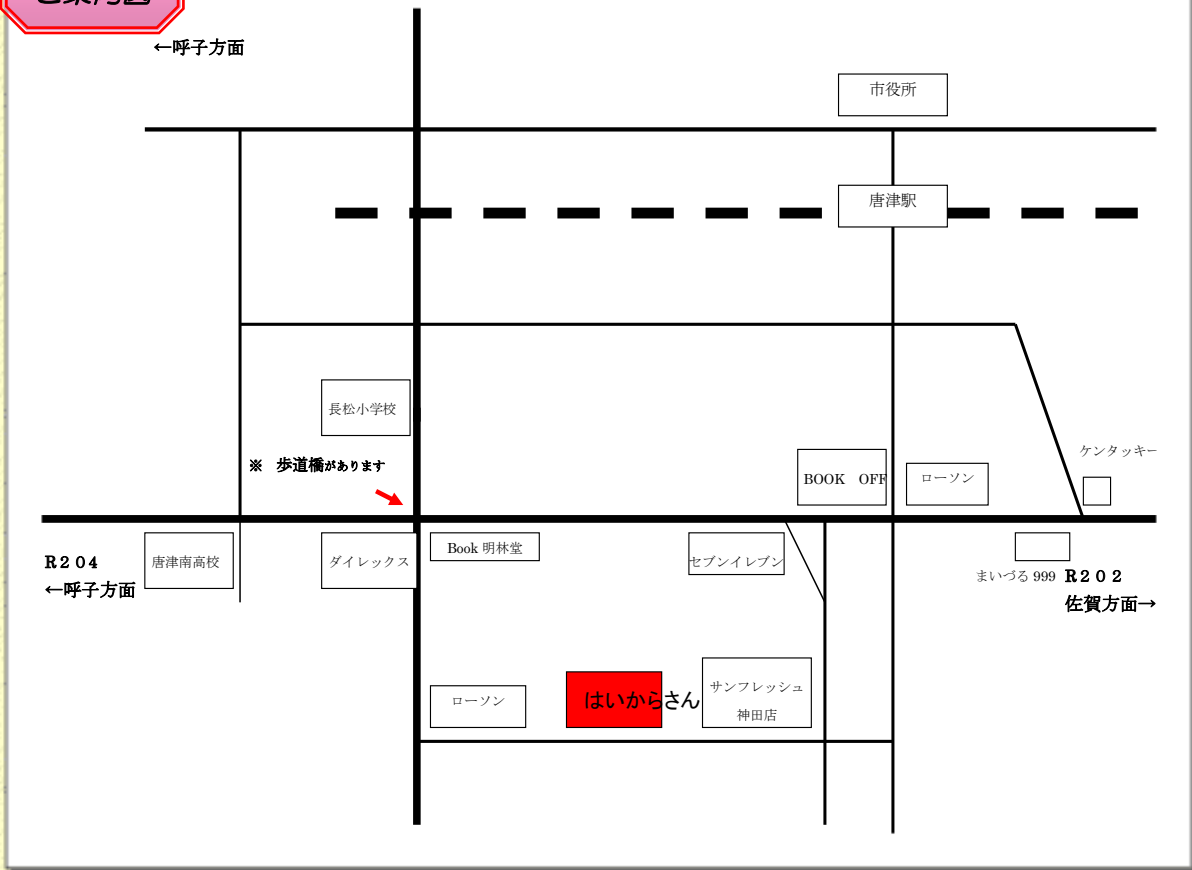 ご案内図
←呼子方面
市役所
唐津駅
長松小学校
※　歩道橋があります
ケンタッキー
BOOK　OFF
ローソン
R２０４
←呼子方面
唐津南高校
ダイレックス
Book 明林堂
セブンイレブン
まいづる 999
R２０２
佐賀方面→
ローソン
はいからさん
サンフレッシュ
神田店